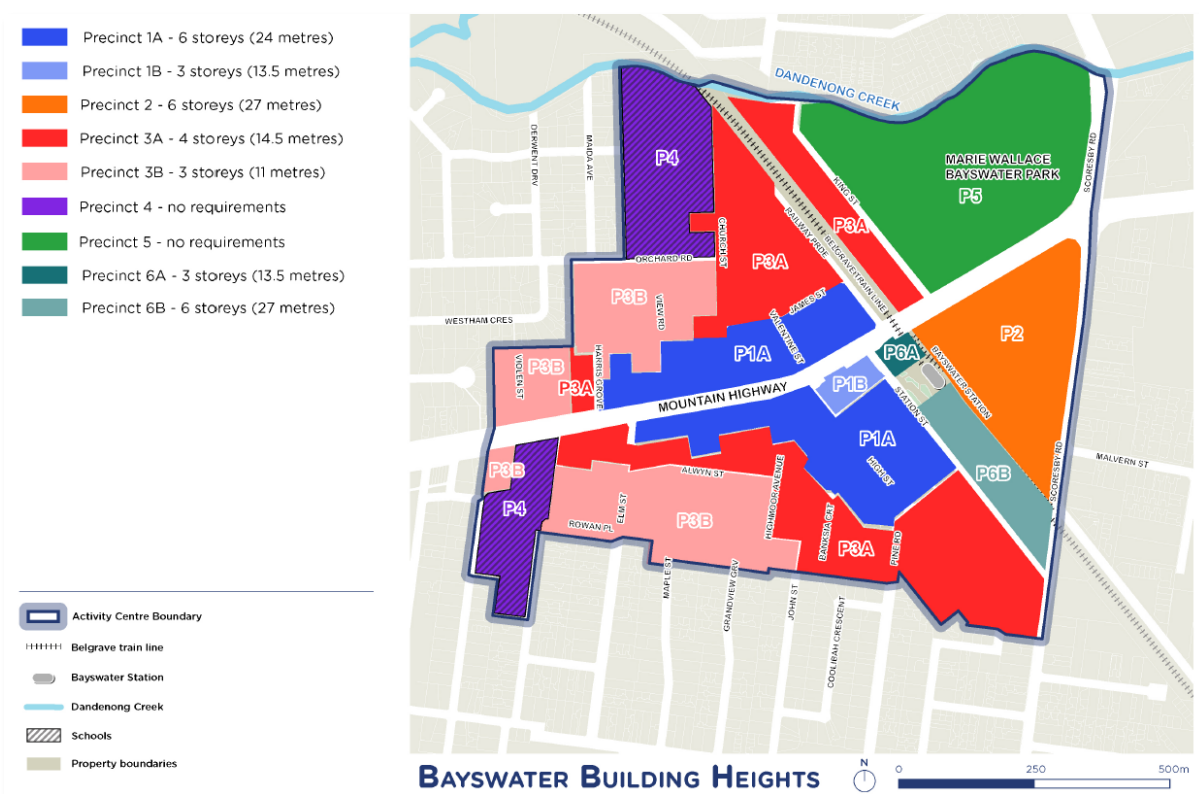 Precinct 1A - 6 storeys (24 metres)
Precinct 1B - 3 storeys (13.5 metres)
Precinct 2 - 6 storeys (27 metres)
Precinct 3A - 4 storeys (14.5 metres)
Precinct 3B - 3 storeys (11 metres)
Precinct 4 - no requirements
Precinct 5 - no requirements
Precinct 6A - 3 storeys (13.5 metres)
Precinct 6B - 6 storeys (27 metres)
Activity Centre Boundary
Belgrave train line
Bayswater Station
Dandenong Creek
Schools
Property boundaries
DANDENONG CREEK
DERWENT DRV
MAIDA AVE
P4
MARIE WALLACE
BAYSWATER PARK
P5
SCORESBY RD
KING ST
P3A
RAILWAY PRDE
BELGRAVE TRAIN LINE
CHURCH ST
P3A
ORCHARD RD
P3B
VIEW RD
JAMES ST
VALENTINE ST
WESTHAM CRES
P2
P6A
BAYSWATER STATION
P1A
HARRIS GROVE
VIOLEN ST
P3B
P3A
P1B
MOUNTAIN HIGHWAY
STATION ST
P1A
HIGH ST
P6B
SCORESBY RD
MALVERN ST
P3B
P4
ALWYN ST
HIGHMOOR AVENUE
ELM ST
ROWAN PL
P3B
BANKSIA CRT
P3A
PINE RD
MAPLE ST
GRANDVIEW GRV
JOHN ST
COOLIBAH CRESCENT
BAYSWATER BUILDING HEIGHTS
N
0 250 500m